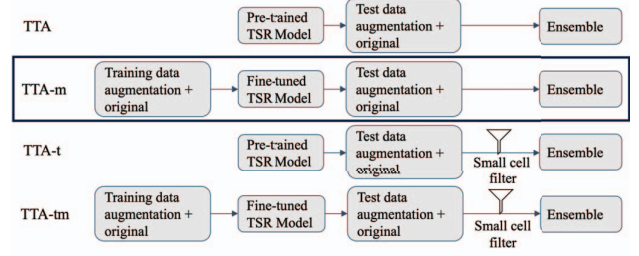 TTA
Pre-trained
TSR Model
Test data
augmentation +
original
Ensemble
TTA-m
Training data
augmentation +
original
Fine-tuned
TSR Model
Test data
augmentation +
original
Ensemble
TTA-t
Pre-trained
TSR Model
Test data
augmentation +
original
Small cell
filter
Ensemble
TTA-tm
Training data
augmentation +
original
Fine-tuned
TSR Model
Test data
augmentation +
original
Small cell
filter
Ensemble